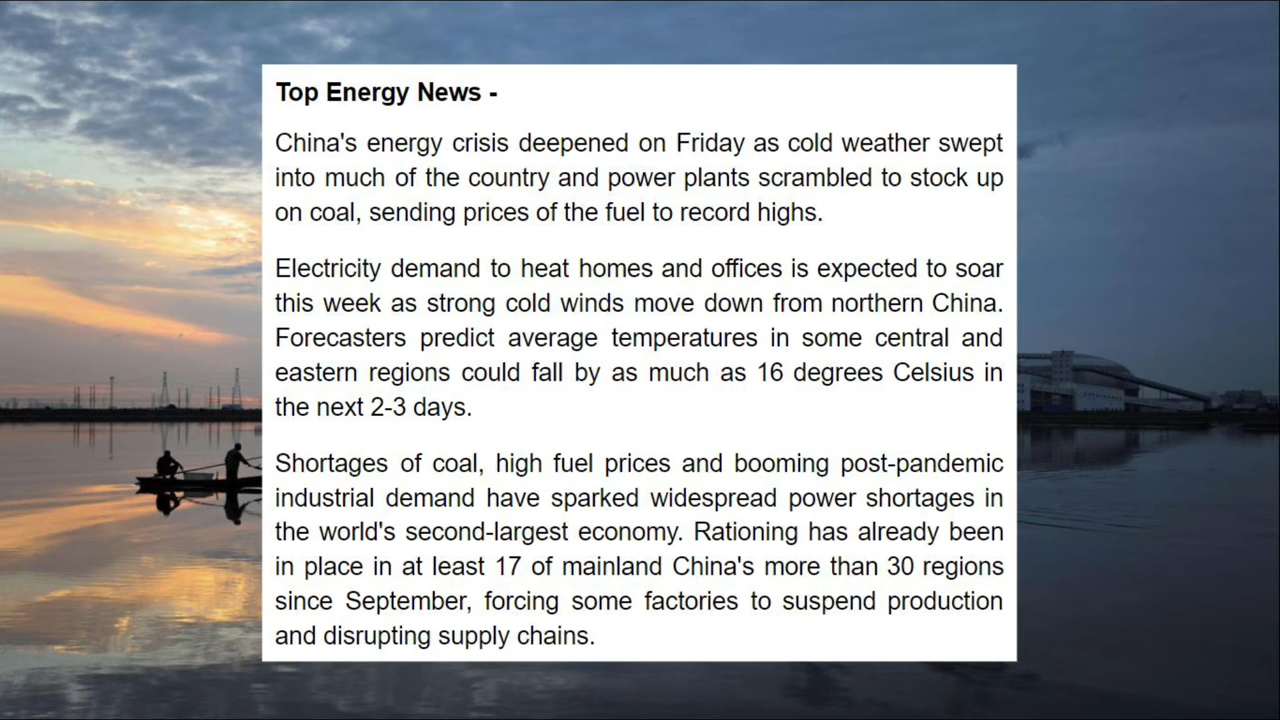 Top Energy News -
China's energy crisis deepened on Friday as cold weather swept
into much of the country and power plants scrambled to stock up
on coal, sending prices of the fuel to record highs.
Electricity demand to heat homes and offices is expected to soar
this week as strong cold winds move down from northern China.
Forecasters predict average temperatures in some central and
eastern regions could fall by as much as 16 degrees Celsius in
the next 2-3 days.
Shortages of coal, high fuel prices and booming post-pandemic
industrial demand have sparked widespread power shortages in
the world's second-largest economy. Rationing has already been
in place in at least 17 of mainland China's more than 30 regions
since September, forcing some factories to suspend production
and disrupting supply chains.